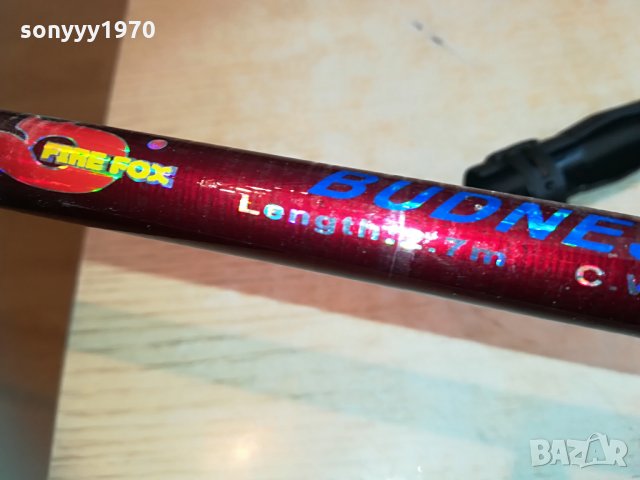 sonyyy1970
FIRE FOX
BUDNE
Length:2.7m
C.W
BAZAR